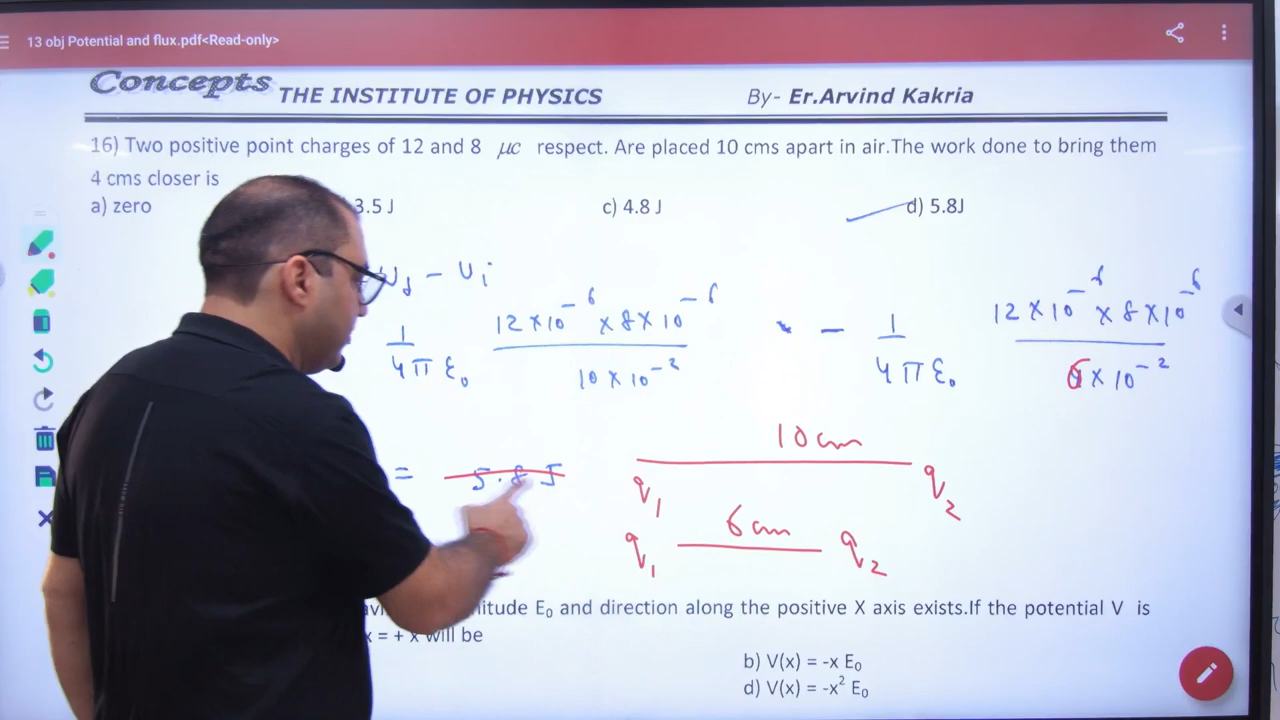 13 obj Potential and flux.pdf<Read-only>
Concepts THE INSTITUTE OF PHYSICS By- Er.Arvind Kakria
16) Two positive point charges of 12 and 8 μc respect. Are placed 10 cms apart in air.The work done to bring them
4 cms closer is
a) zero 3.5 J c) 4.8 J d) 5.8J
U_f - U_i
1/4πε₀ 12×10⁻⁶ × 8×10⁻⁶/10×10⁻² - 1/4πε₀ 12×10⁻⁶ × 8×10⁻⁶/6×10⁻²
10 cm
= 5.8 J q₁ q₂
6 cm
q₁ q₂
E₀ and direction along the positive X axis exists.If the potential V is
x = + x will be
b) V(x) = -x E₀
d) V(x) = -x² E₀